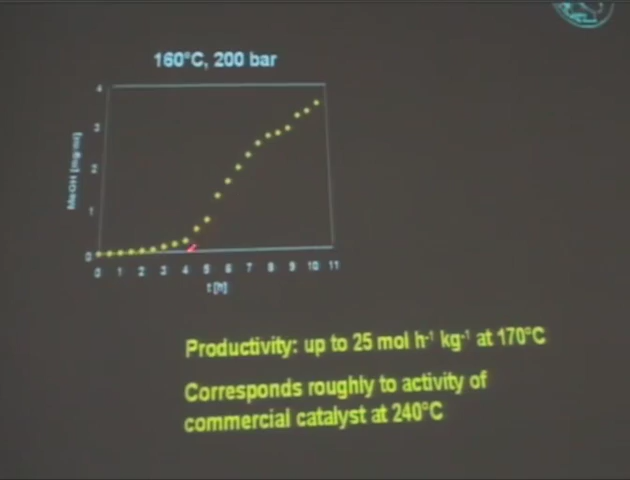 160°C, 200 bar
4
3
2
1
0
MeOH [mg/ml]
0 1 2 3 4 5 6 7 8 9 10 11
t [h]
Productivity: up to 25 mol h⁻¹ kg⁻¹ at 170°C
Corresponds roughly to activity of
commercial catalyst at 240°C